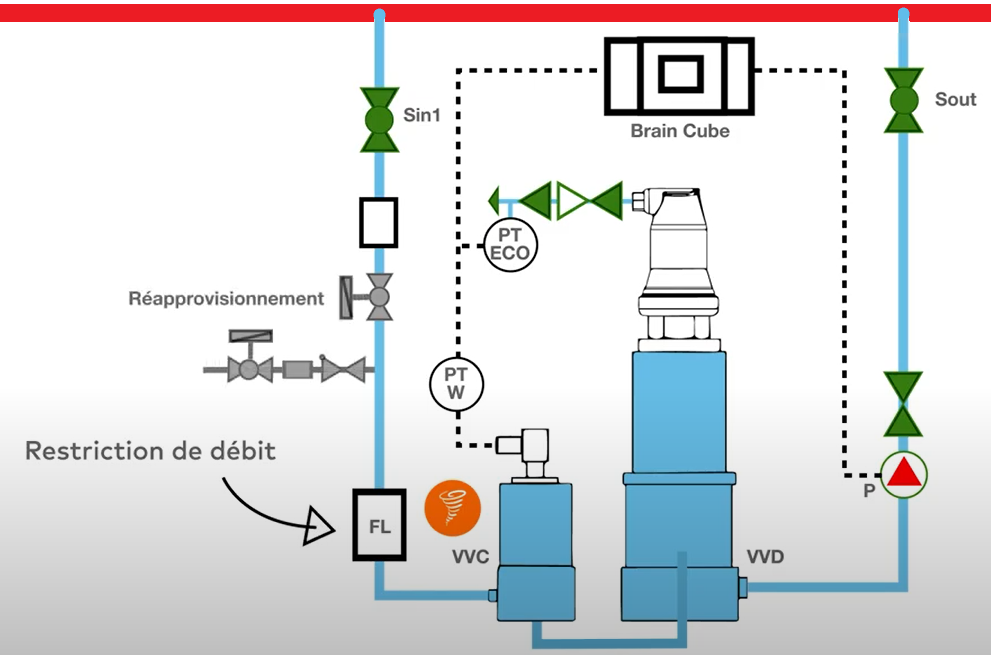 Sin1
Brain Cube
Sout
PT
ECO
Réapprovisionnement
PT
W
Restriction de débit
P
FL
VVC
VVD